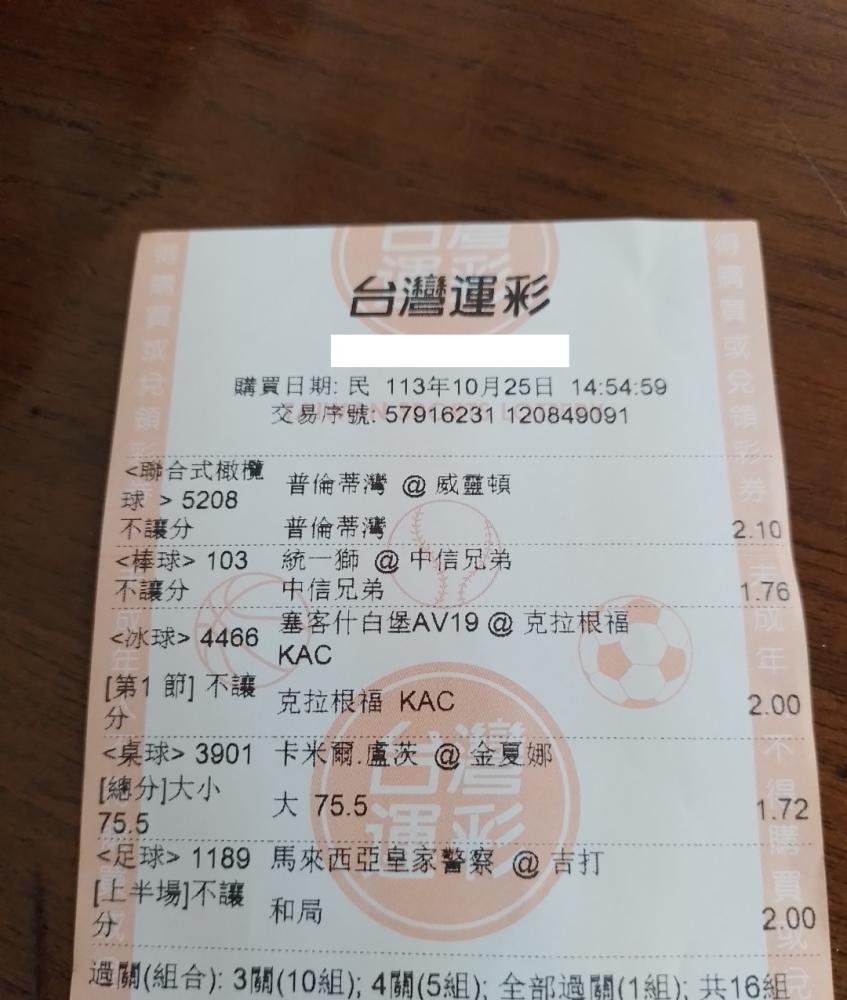 台灣運彩
購買日期: 民 113年10月25日 14:54:59
交易序號: 57916231 120849091
<聯合式橄欖
球 > 5208 普倫蒂灣 @ 威靈頓
不讓分 普倫蒂灣 2.10
<棒球> 103 統一獅 @ 中信兄弟
不讓分 中信兄弟 1.76
<冰球> 4466 塞客什白堡AV19 @ 克拉根福
KAC
[第1 節] 不讓
分 克拉根福 KAC 2.00
<桌球> 3901 卡米爾.盧茨 @ 金夏娜
[總分]大小
75.5 大 75.5 1.72
<足球> 1189 馬來西亞皇家警察 @ 吉打
[上半場]不讓
分 和局 2.00
過關(組合): 3關(10組); 4關(5組); 全部過關(1組); 共16組